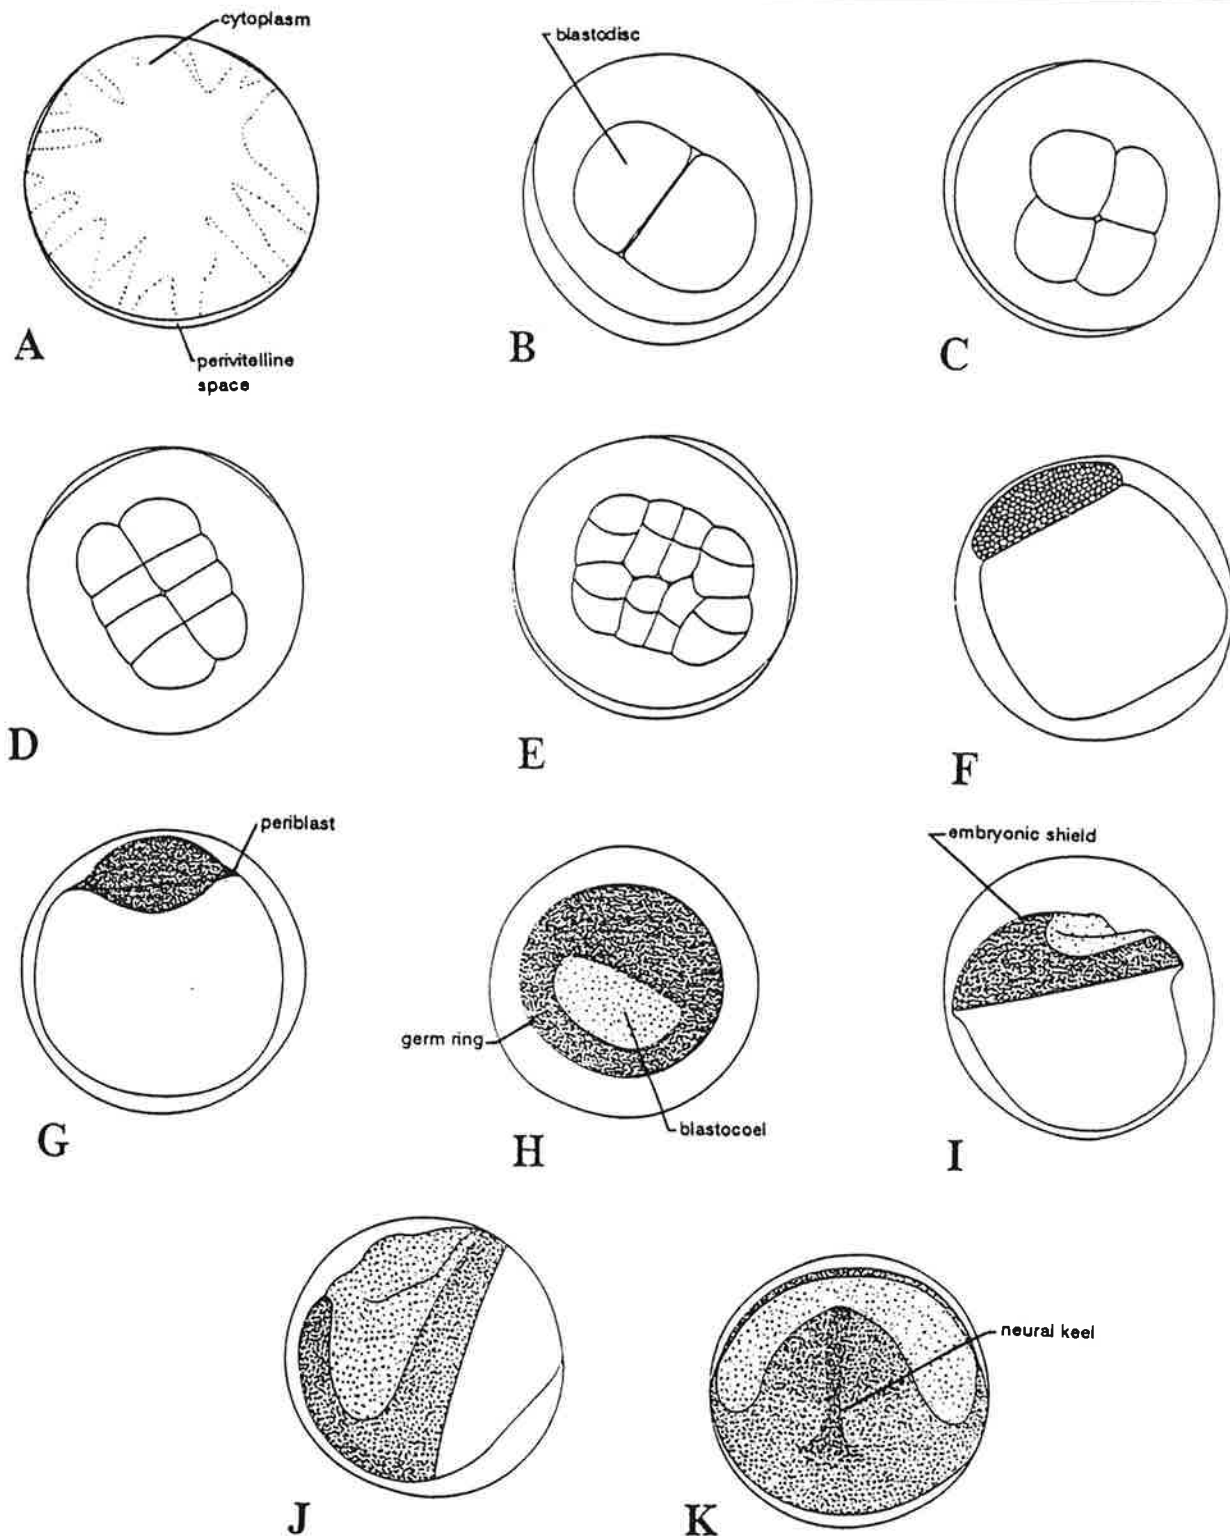 cytoplasm
blastodisc
A
perivitelline
space
B
C
D
E
F
periblast
embryonic shield
G
germ ring
H
blastocoel
I
neural keel
J
K